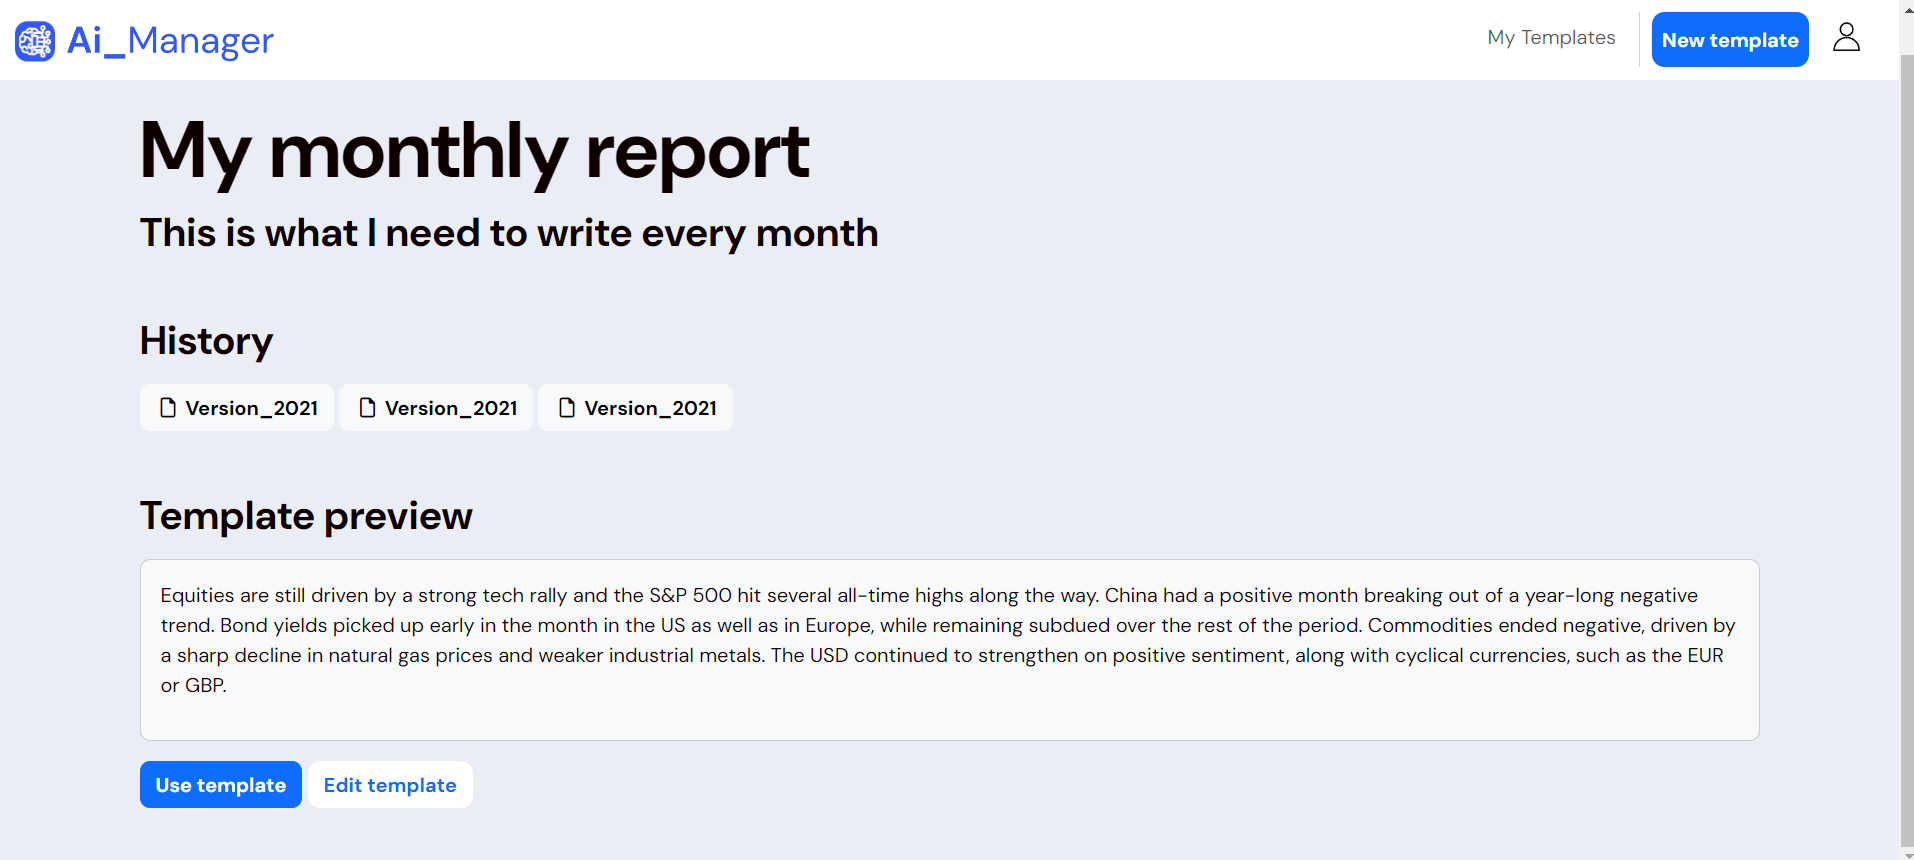 Ai_Manager
My Templates
New template
My monthly report
This is what I need to write every month
History
Version_2021
Version_2021
Version_2021
Template preview
Equities are still driven by a strong tech rally and the S&P 500 hit several all-time highs along the way. China had a positive month breaking out of a year-long negative
trend. Bond yields picked up early in the month in the US as well as in Europe, while remaining subdued over the rest of the period. Commodities ended negative, driven by
a sharp decline in natural gas prices and weaker industrial metals. The USD continued to strengthen on positive sentiment, along with cyclical currencies, such as the EUR
or GBP.
Use template
Edit template